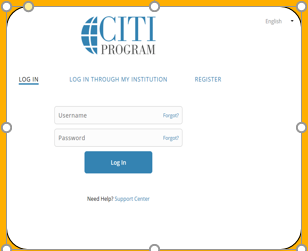 CITI
PROGRAM
English
LOG IN
LOG IN THROUGH MY INSTITUTION
REGISTER
Username Forgot?
Password Forgot?
Log In
Need Help? Support Center